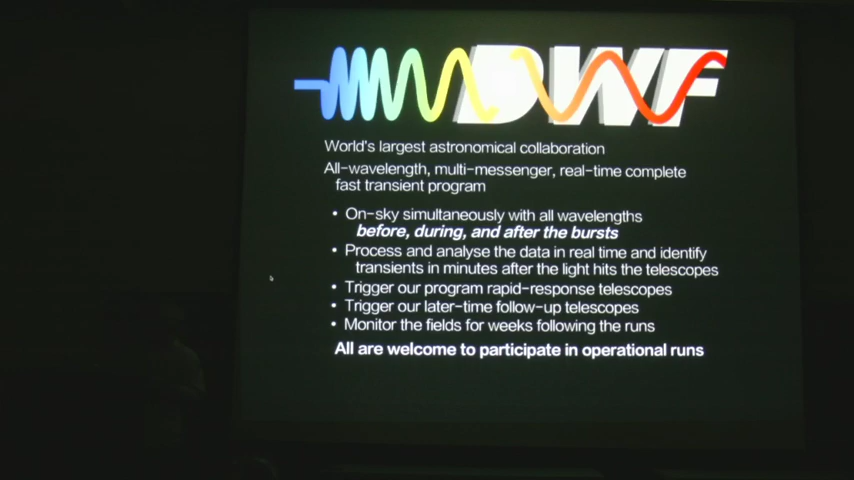 DWF
World's largest astronomical collaboration
All-wavelength, multi-messenger, real-time complete
fast transient program
• On-sky simultaneously with all wavelengths
before, during, and after the bursts
• Process and analyse the data in real time and identify
transients in minutes after the light hits the telescopes
• Trigger our program rapid-response telescopes
• Trigger our later-time follow-up telescopes
• Monitor the fields for weeks following the runs
All are welcome to participate in operational runs